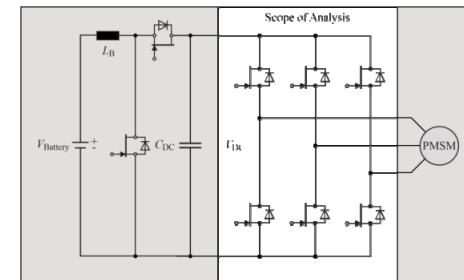 Scope of Analysis
L_B
V_Battery
+
-
C_DC
PMSM